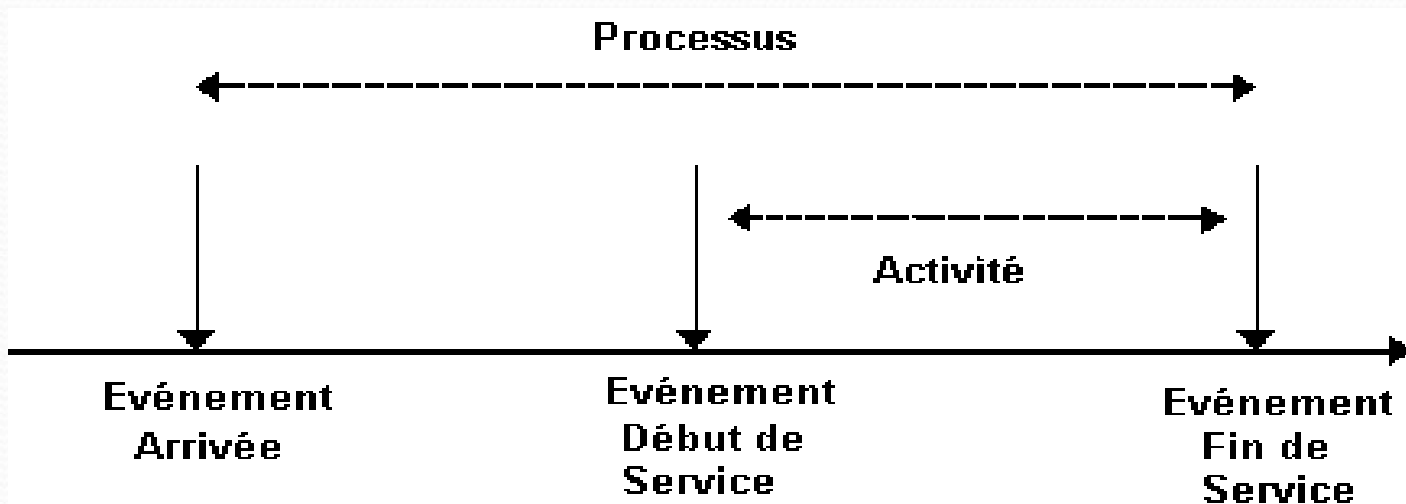 Processus
Activité
Evénement
Arrivée
Evénement
Début de
Service
Evénement
Fin de
Service